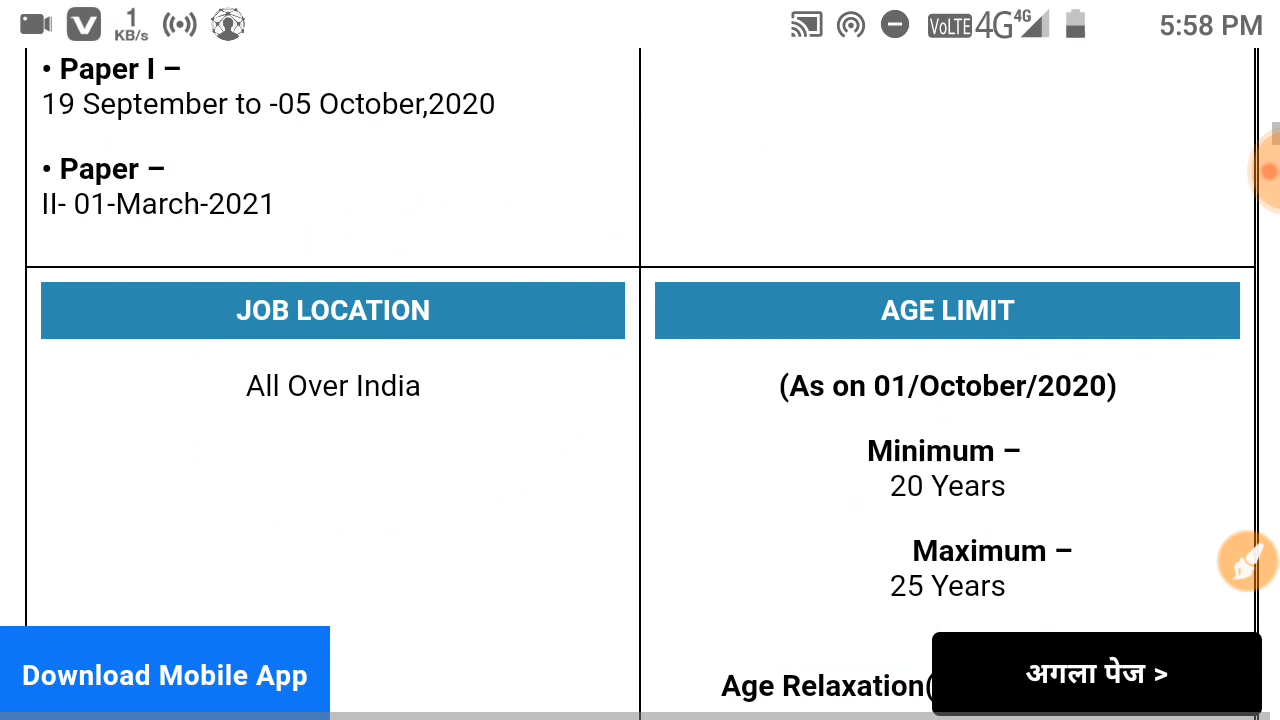 1
KB/s
VoLTE 4G 4G
5:58 PM
• Paper I –
19 September to -05 October,2020
• Paper –
II- 01-March-2021
JOB LOCATION
All Over India
AGE LIMIT
(As on 01/October/2020)
Minimum –
20 Years
Maximum –
25 Years
Age Relaxation(
Download Mobile App
अगला पेज >